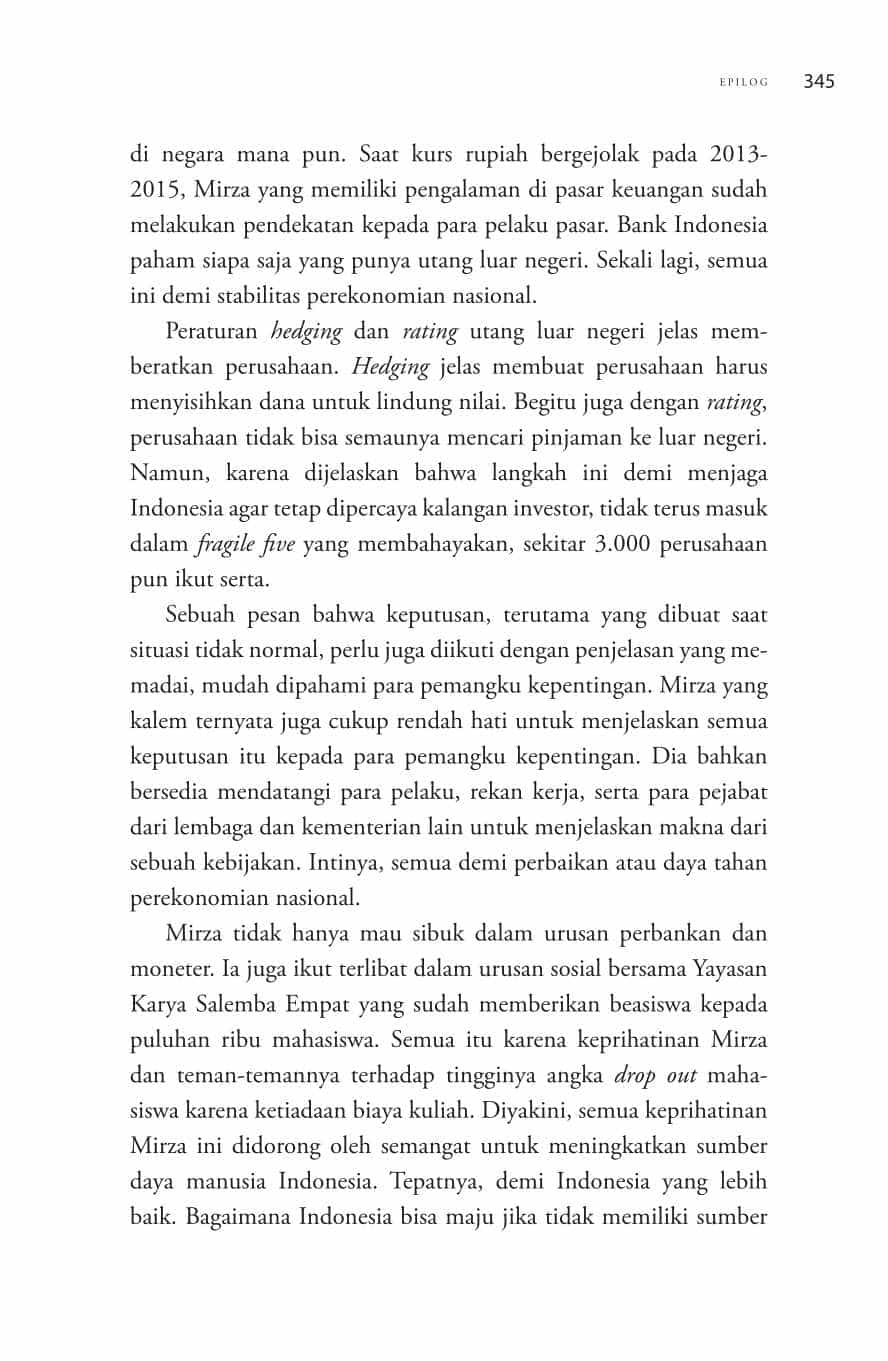 EPILOG 345
di negara mana pun. Saat kurs rupiah bergejolak pada 2013-
2015, Mirza yang memiliki pengalaman di pasar keuangan sudah
melakukan pendekatan kepada para pelaku pasar. Bank Indonesia
paham siapa saja yang punya utang luar negeri. Sekali lagi, semua
ini demi stabilitas perekonomian nasional.
Peraturan hedging dan rating utang luar negeri jelas mem-
beratkan perusahaan. Hedging jelas membuat perusahaan harus
menyisihkan dana untuk lindung nilai. Begitu juga dengan rating,
perusahaan tidak bisa semaunya mencari pinjaman ke luar negeri.
Namun, karena dijelaskan bahwa langkah ini demi menjaga
Indonesia agar tetap dipercaya kalangan investor, tidak terus masuk
dalam fragile five yang membahayakan, sekitar 3.000 perusahaan
pun ikut serta.
Sebuah pesan bahwa keputusan, terutama yang dibuat saat
situasi tidak normal, perlu juga diikuti dengan penjelasan yang me-
madai, mudah dipahami para pemangku kepentingan. Mirza yang
kalem ternyata juga cukup rendah hati untuk menjelaskan semua
keputusan itu kepada para pemangku kepentingan. Dia bahkan
bersedia mendatangi para pelaku, rekan kerja, serta para pejabat
dari lembaga dan kementerian lain untuk menjelaskan makna dari
sebuah kebijakan. Intinya, semua demi perbaikan atau daya tahan
perekonomian nasional.
Mirza tidak hanya mau sibuk dalam urusan perbankan dan
moneter. Ia juga ikut terlibat dalam urusan sosial bersama Yayasan
Karya Salemba Empat yang sudah memberikan beasiswa kepada
puluhan ribu mahasiswa. Semua itu karena keprihatinan Mirza
dan teman-temannya terhadap tingginya angka drop out maha-
siswa karena ketiadaan biaya kuliah. Diyakini, semua keprihatinan
Mirza ini didorong oleh semangat untuk meningkatkan sumber
daya manusia Indonesia. Tepatnya, demi Indonesia yang lebih
baik. Bagaimana Indonesia bisa maju jika tidak memiliki sumber